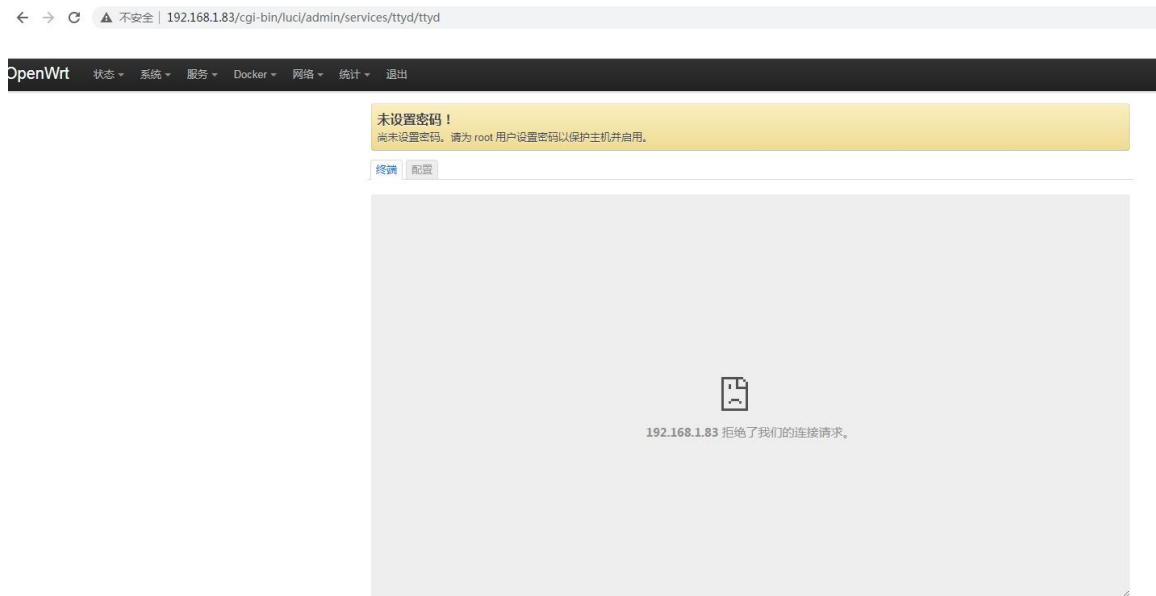 不安全 | 192.168.1.83/cgi-bin/luci/admin/services/ttyd/ttyd
OpenWrt 状态 系统 服务 Docker 网络 统计 退出
未设置密码！
尚未设置密码。请为 root 用户设置密码以保护主机并启用。
终端 配置
192.168.1.83 拒绝了我们的连接请求。